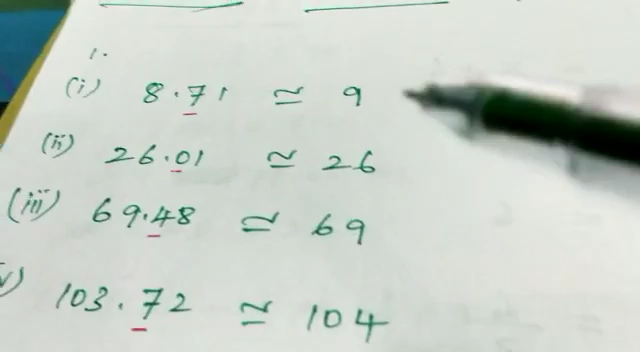 1.
(i) 8.71 ≃ 9
(ii) 26.01 ≃ 26
(iii) 69.48 ≃ 69
v) 103.72 ≃ 104